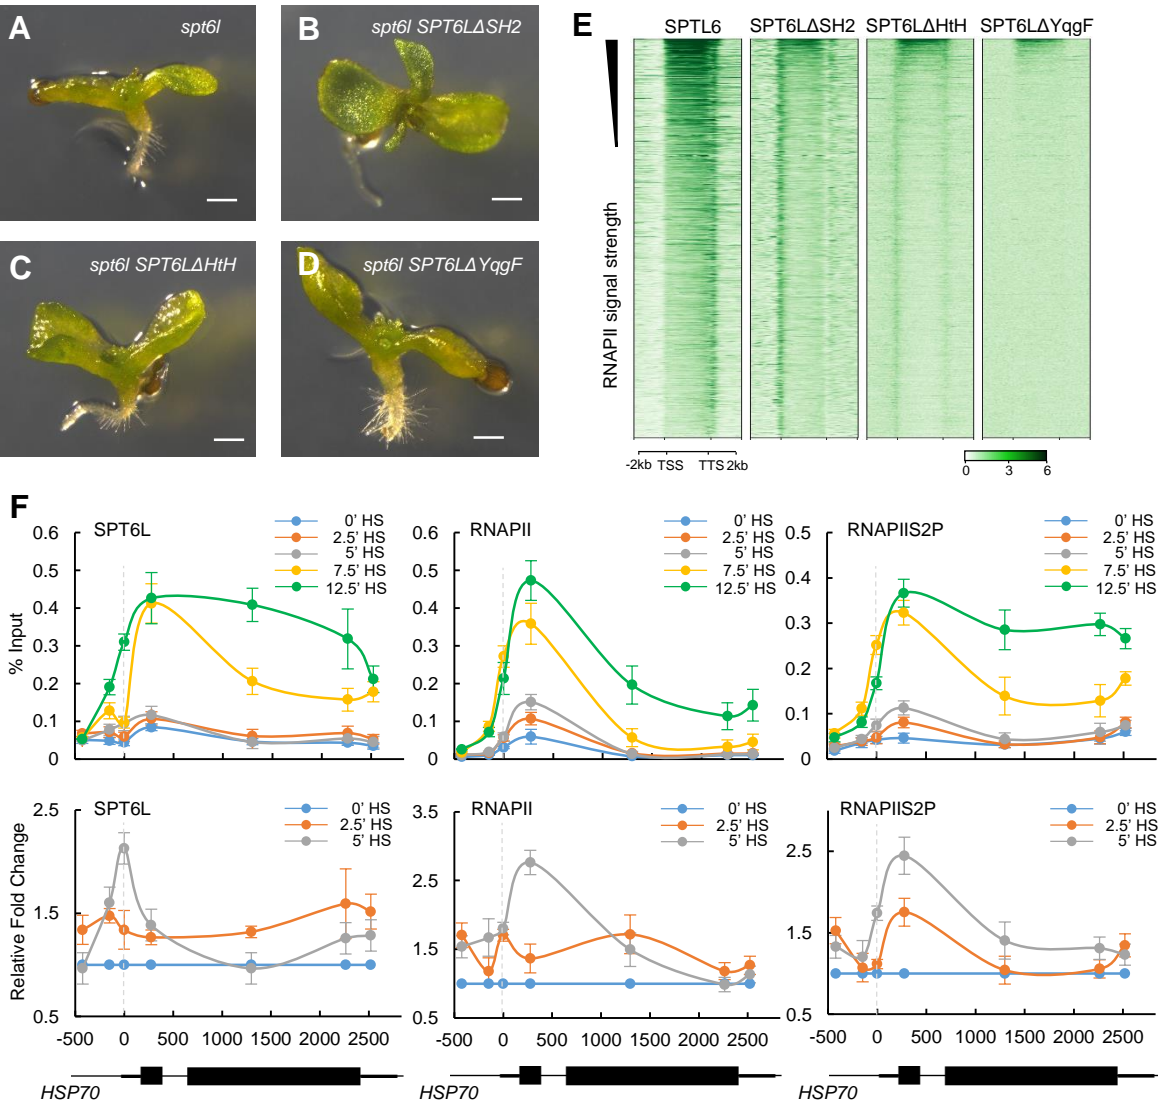 A
spt6l
B
spt6l SPT6LΔSH2
C
spt6l SPT6LΔHtH
D
spt6l SPT6LΔYqgF
E
SPTL6 SPT6LΔSH2 SPT6LΔHtH SPT6LΔYqgF
RNAPII signal strength
-2kb TSS TTS 2kb
0 3 6
F
SPT6L
% Input
0.6
0.5
0.4
0.3
0.2
0.1
0
0' HS
2.5' HS
5' HS
7.5' HS
12.5' HS
RNAPII
0.6
0.5
0.4
0.3
0.2
0.1
0
0' HS
2.5' HS
5' HS
7.5' HS
12.5' HS
RNAPIIS2P
0.5
0.4
0.3
0.2
0.1
0
0' HS
2.5' HS
5' HS
7.5' HS
12.5' HS
SPT6L
Relative Fold Change
2.5
1.5
0.5
0' HS
2.5' HS
5' HS
-500 0 500 1000 1500 2000 2500
HSP70
RNAPII
3.5
2.5
1.5
0.5
0' HS
2.5' HS
5' HS
-500 0 500 1000 1500 2000 2500
HSP70
RNAPIIS2P
2.5
1.5
0.5
0' HS
2.5' HS
5' HS
-500 0 500 1000 1500 2000 2500
HSP70